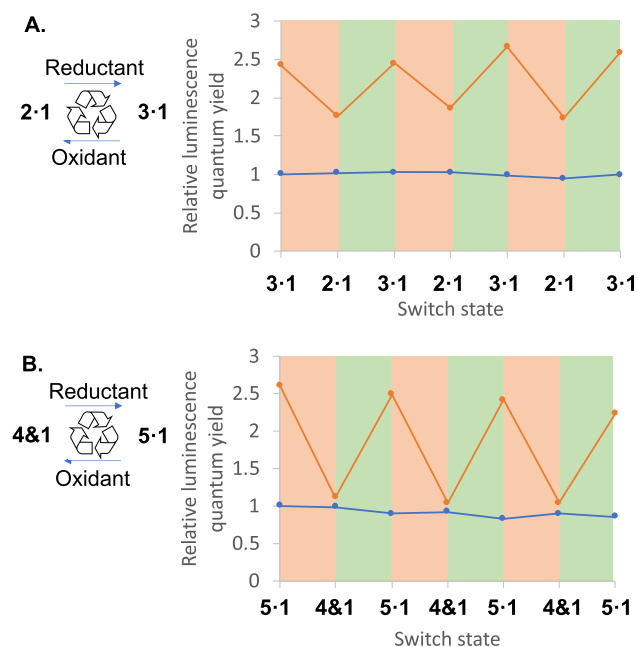 A.
Reductant
2·1 3·1
Oxidant
Relative luminescence
quantum yield
3
2.5
2
1.5
1
0.5
0
3·1 2·1 3·1 2·1 3·1 2·1 3·1
Switch state
B.
Reductant
4&1 5·1
Oxidant
Relative luminescence
quantum yield
3
2.5
2
1.5
1
0.5
0
5·1 4&1 5·1 4&1 5·1 4&1 5·1
Switch state